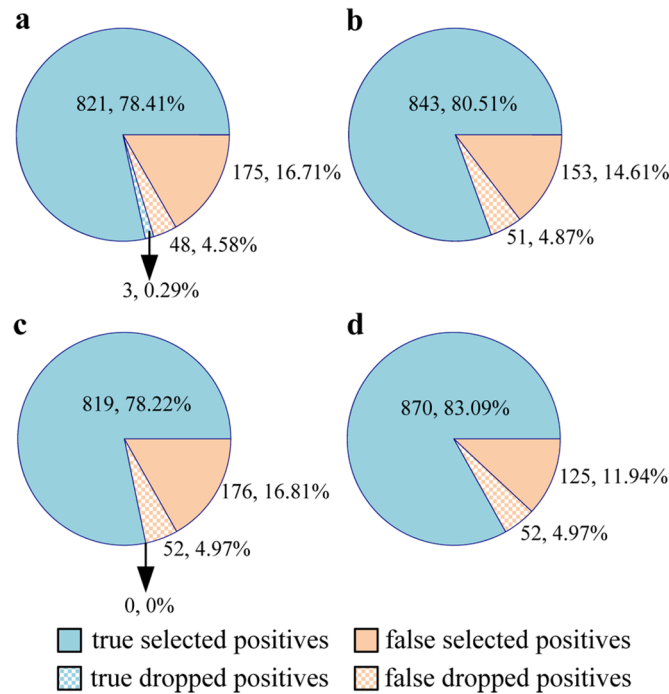 a
b
821, 78.41%
843, 80.51%
175, 16.71%
153, 14.61%
48, 4.58%
51, 4.87%
3, 0.29%
c
d
819, 78.22%
870, 83.09%
176, 16.81%
125, 11.94%
52, 4.97%
52, 4.97%
0, 0%
true selected positives
false selected positives
true dropped positives
false dropped positives